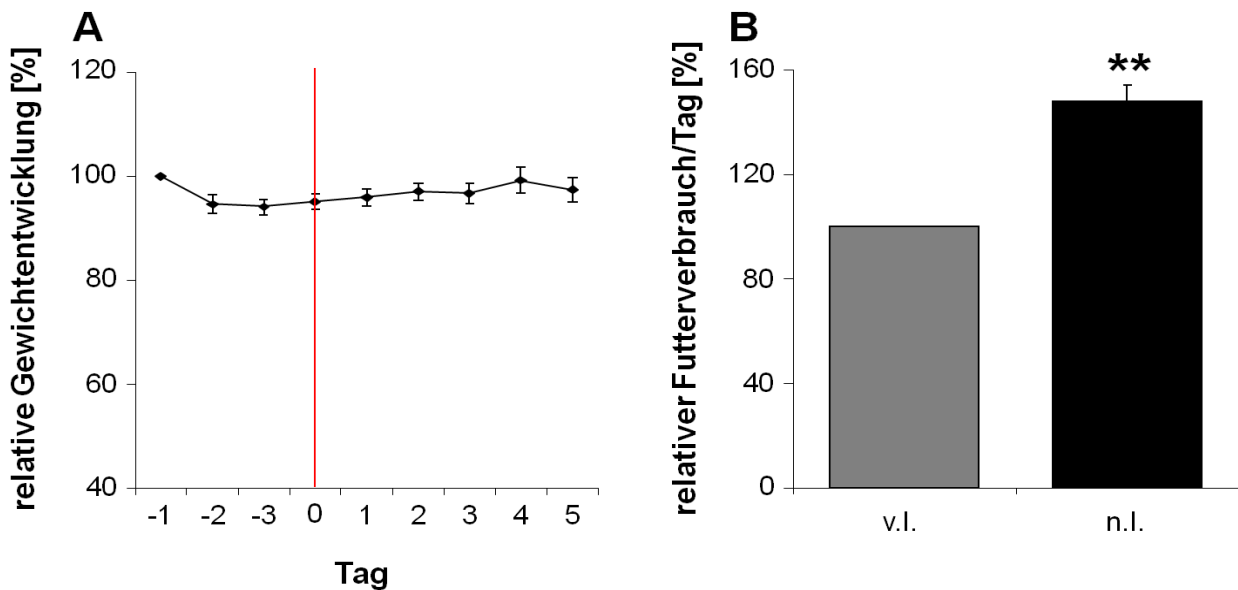 A
relative Gewichtentwicklung [%]
120
100
80
60
40
-1 -2 -3 0 1 2 3 4 5
Tag
B
relativer Futterverbrauch/Tag [%]
160
120
80
40
0
**
v.l. n.l.